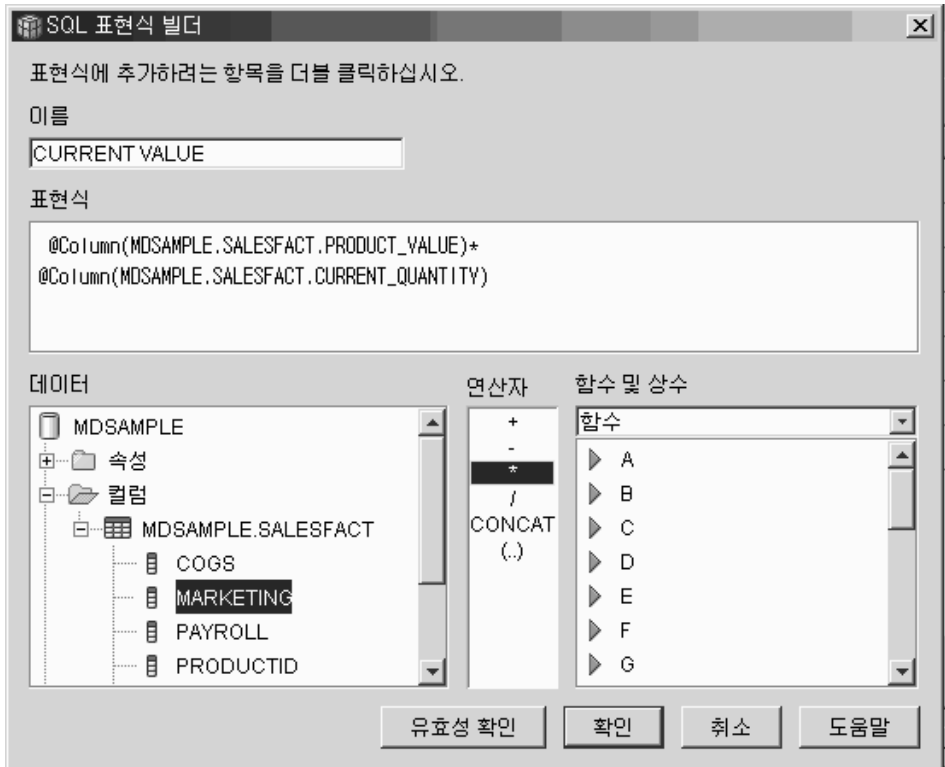 SQL 표현식 빌더
표현식에 추가하려는 항목을 더블 클릭하십시오.
이름
CURRENT VALUE
표현식
@Column(MDSAMPLE.SALESFACT.PRODUCT_VALUE)*
@Column(MDSAMPLE.SALESFACT.CURRENT_QUANTITY)
데이터
MDSAMPLE
속성
컬럼
MDSAMPLE.SALESFACT
COGS
MARKETING
PAYROLL
PRODUCTID
연산자
+
-
*
/
CONCAT
(..)
함수 및 상수
함수
A
B
C
D
E
F
G
유효성 확인
확인
취소
도움말